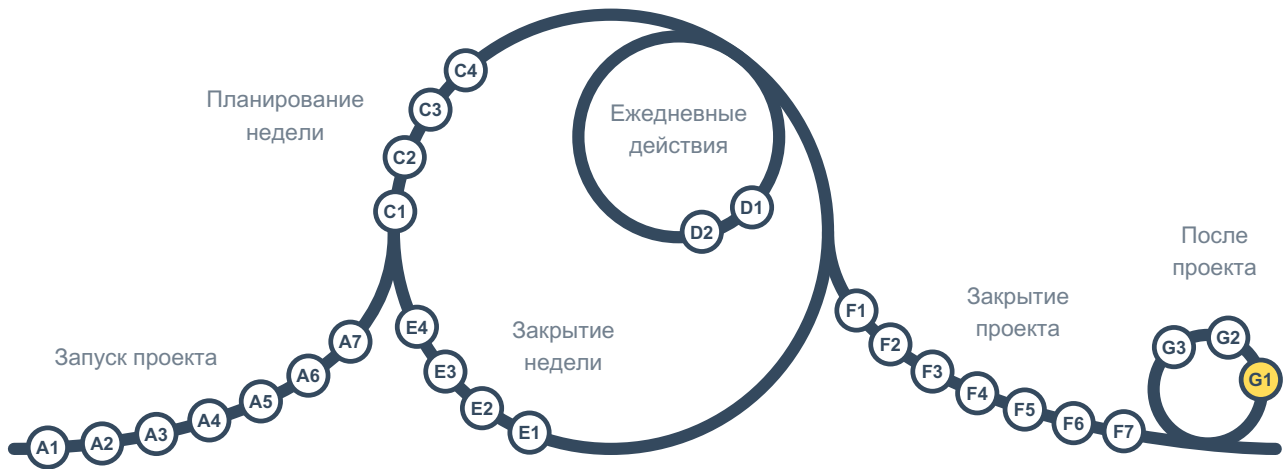 Планирование
недели
C4
C3
C2
C1
Ежедневные
действия
D1
D2
Запуск проекта
A1
A2
A3
A4
A5
A6
A7
Закрытие
недели
E4
E3
E2
E1
Закрытие
проекта
F1
F2
F3
F4
F5
F6
F7
После
проекта
G3
G2
G1